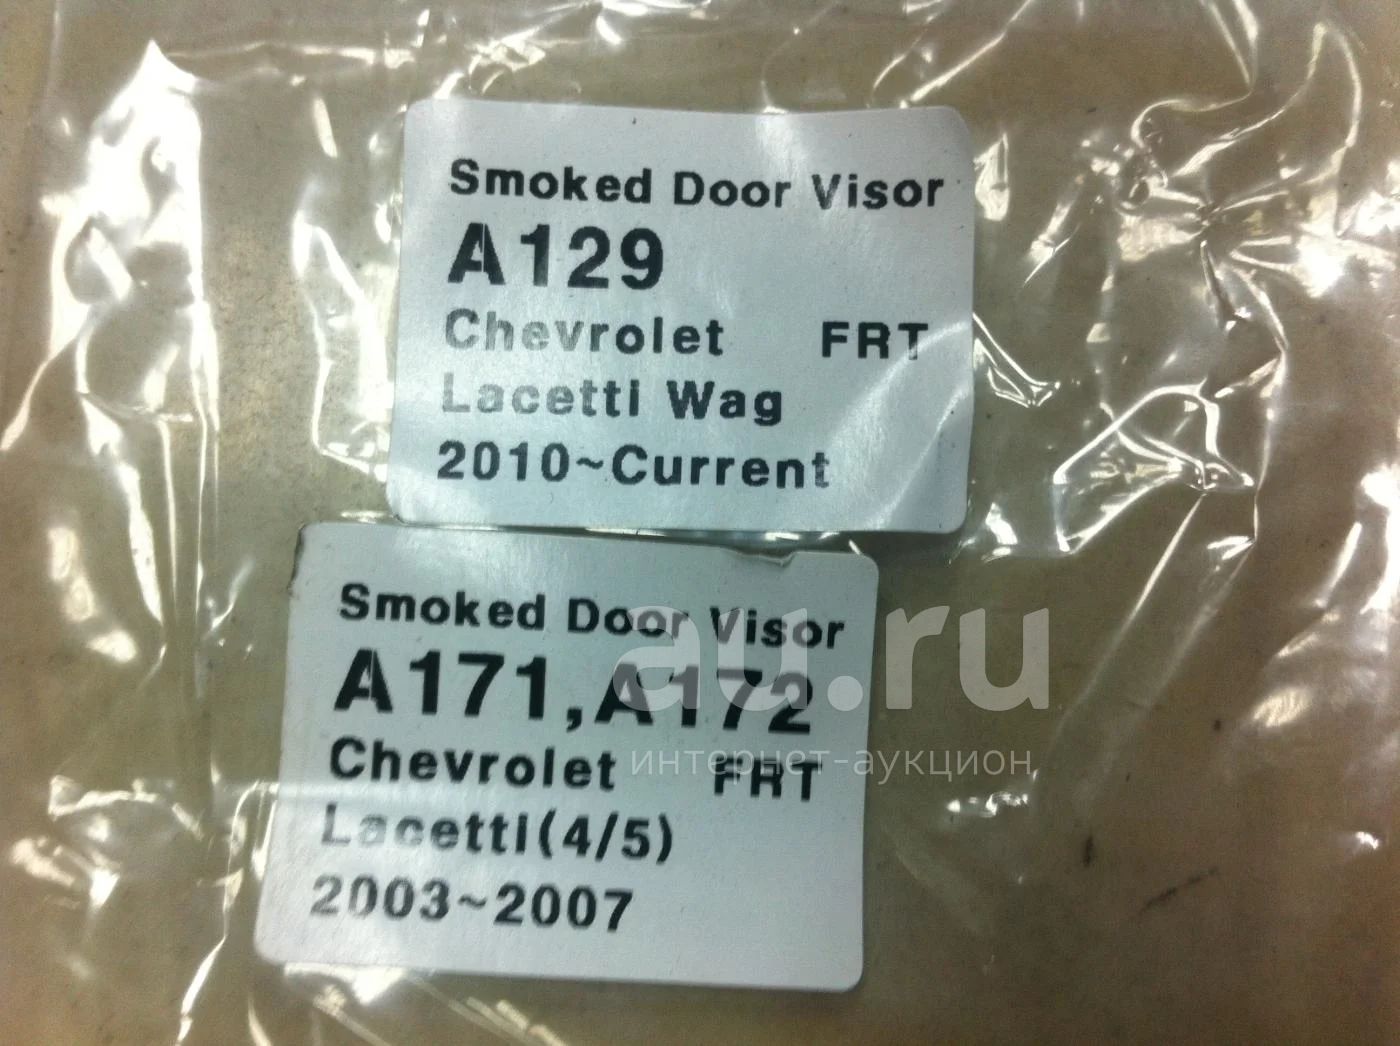 Smoked Door Visor
A129
Chevrolet FRT
Lacetti Wag
2010~Current
Smoked Door Visor
A171,A172
Chevrolet FRT
Lacetti(4/5)
2003~2007
au.ru
интернет-аукцион